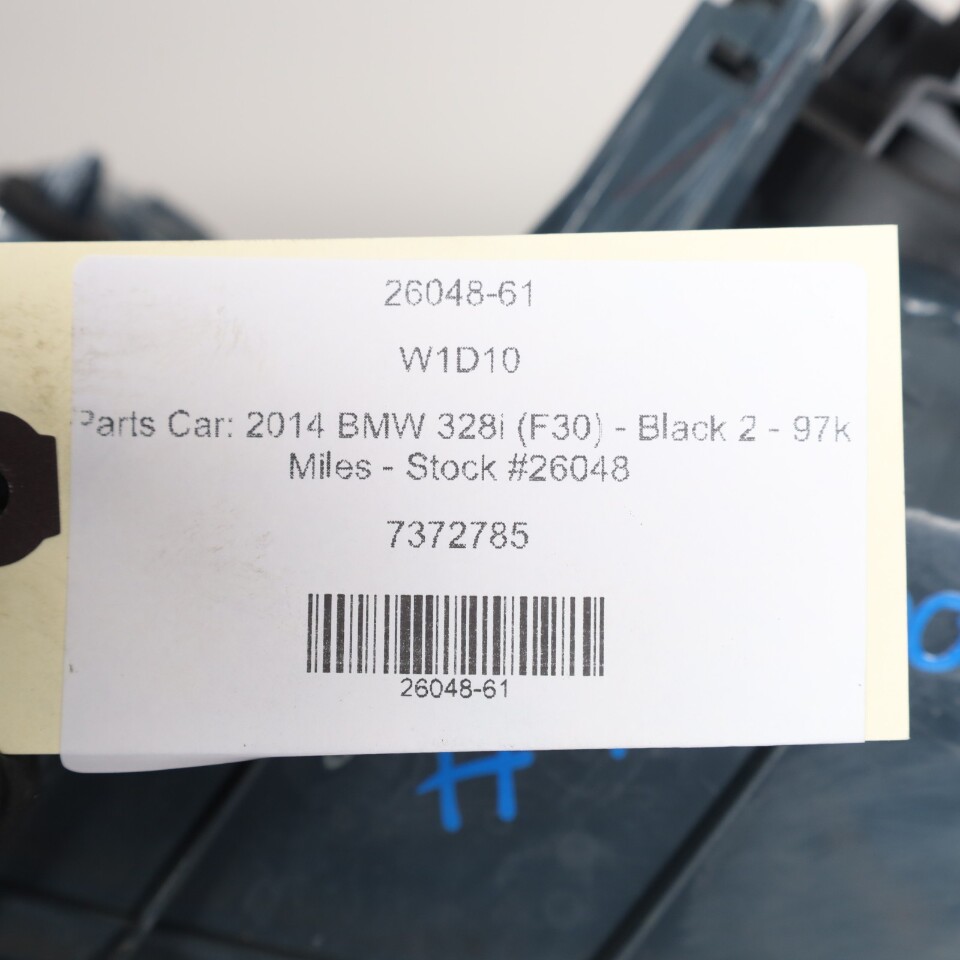 26048-61
W1D10
Parts Car: 2014 BMW 328i (F30) - Black 2 - 97k
Miles - Stock #26048
7372785
26048-61
#